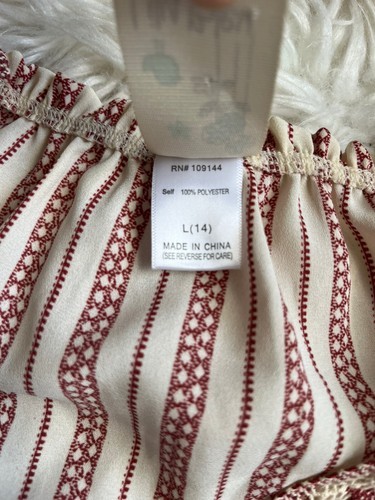 RN# 109144
Self 100% POLYESTER
L(14)
MADE IN CHINA
(SEE REVERSE FOR CARE)